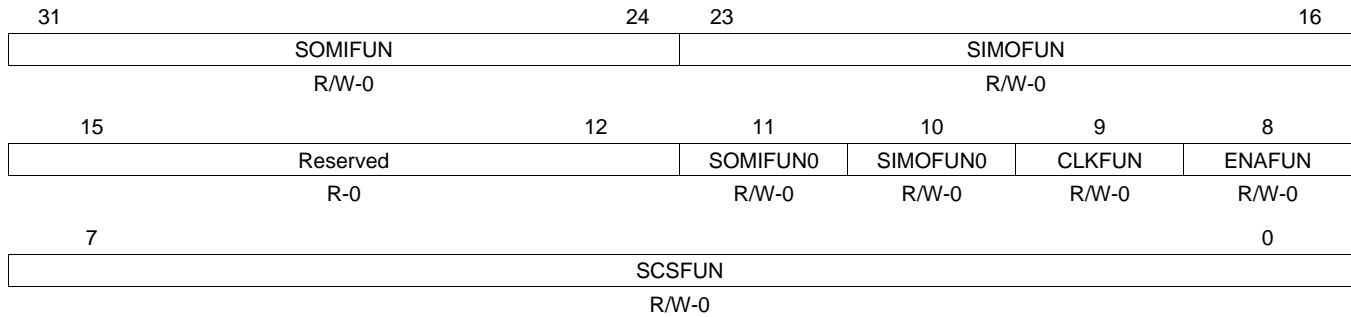 31 24 23 16
SOMIFUN SIMOFUN
R/W-0 R/W-0
15 12 11 10 9 8
Reserved SOMIFUN0 SIMOFUN0 CLKFUN ENAFUN
R-0 R/W-0 R/W-0 R/W-0 R/W-0
7 0
SCSFUN
R/W-0